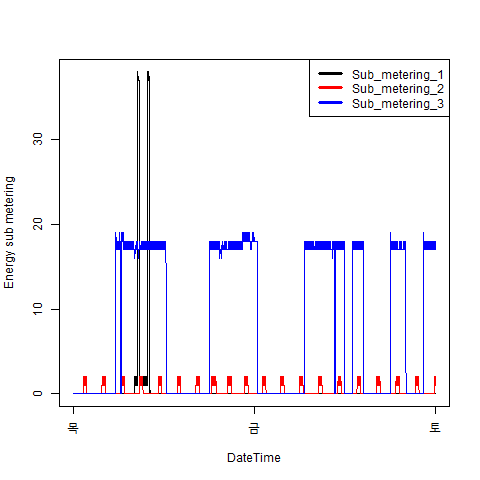 Sub_metering_1
Sub_metering_2
Sub_metering_3
Energy sub metering
30
20
10
0
목 금 토
DateTime